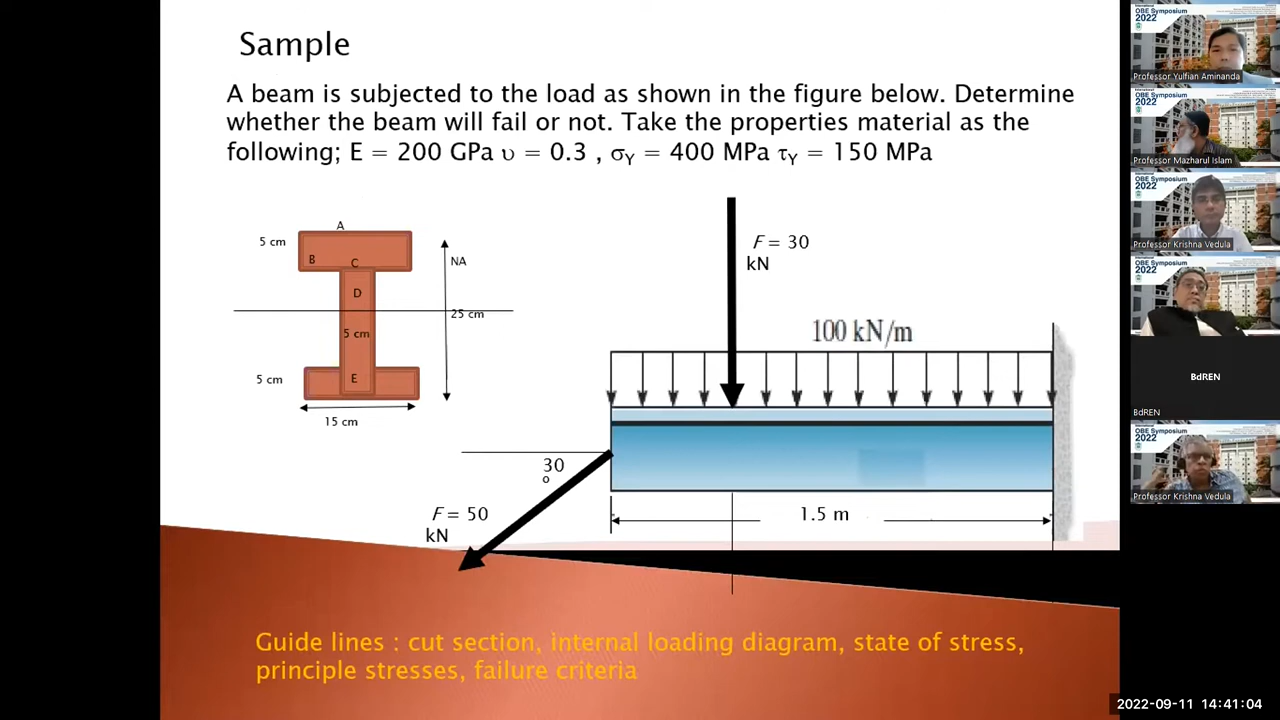 Sample
A beam is subjected to the load as shown in the figure below. Determine
whether the beam will fail or not. Take the properties material as the
following; E = 200 GPa υ = 0.3 , σY = 400 MPa τY = 150 MPa
A
5 cm
B
C
NA
D
25 cm
5 cm
5 cm
E
15 cm
F = 30
kN
100 kN/m
30
o
F = 50
kN
1.5 m
Guide lines : cut section, internal loading diagram, state of stress,
principle stresses, failure criteria
International
OBE Symposium
2022
Professor Yulfian Aminanda
OBE Symposium
2022
Professor Mazharul Islam
International
OBE Symposium
2022
Professor Krishna Vedula
International
OBE Symposium
2022
BdREN
BdREN
International
OBE Symposium
2022
Professor Krishna Vedula
2022-09-11 14:41:04